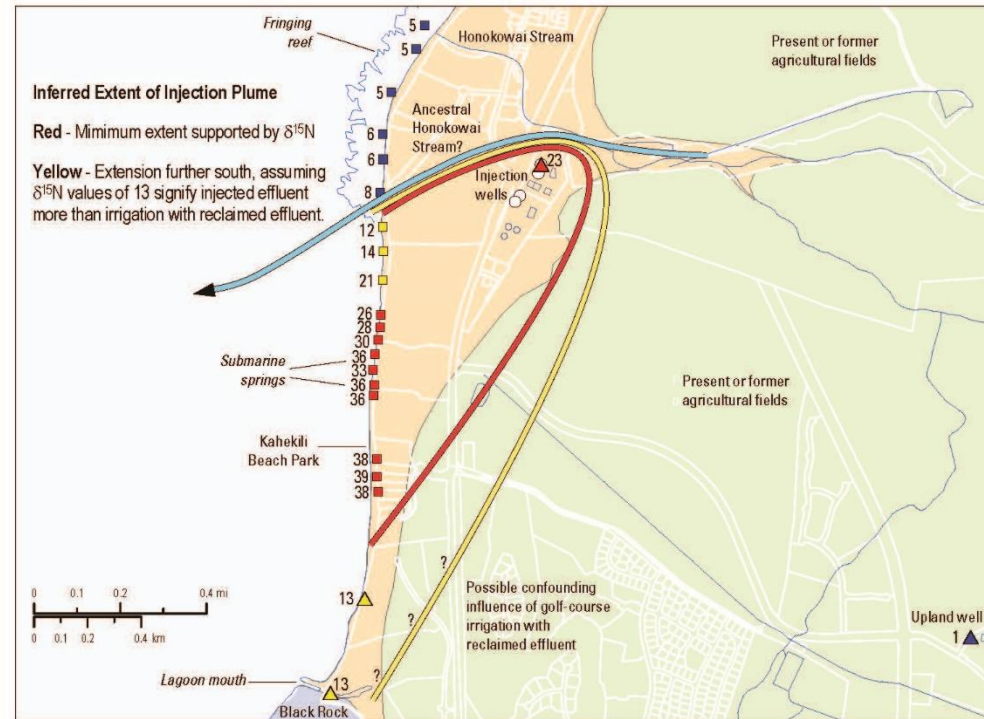 Fringing
reef
5
5
5
6
6
8
12
14
21
26
28
30
36
33
36
36
38
39
38
13
13
Honokowai Stream
Present or former
agricultural fields
Inferred Extent of Injection Plume
Red - Mimimum extent supported by δ¹⁵N
Yellow - Extension further south, assuming
δ¹⁵N values of 13 signify injected effluent
more than irrigation with reclaimed effluent.
Ancestral
Honokowai
Stream?
23
Injection
wells
Submarine
springs
Present or former
agricultural fields
Kahekili
Beach Park
0 0.2 0.4 mi
0 0.1 0.2 0.4 km
?
?
?
Possible confounding
influence of golf-course
irrigation with
reclaimed effluent
Upland well
1
Lagoon mouth
Black Rock